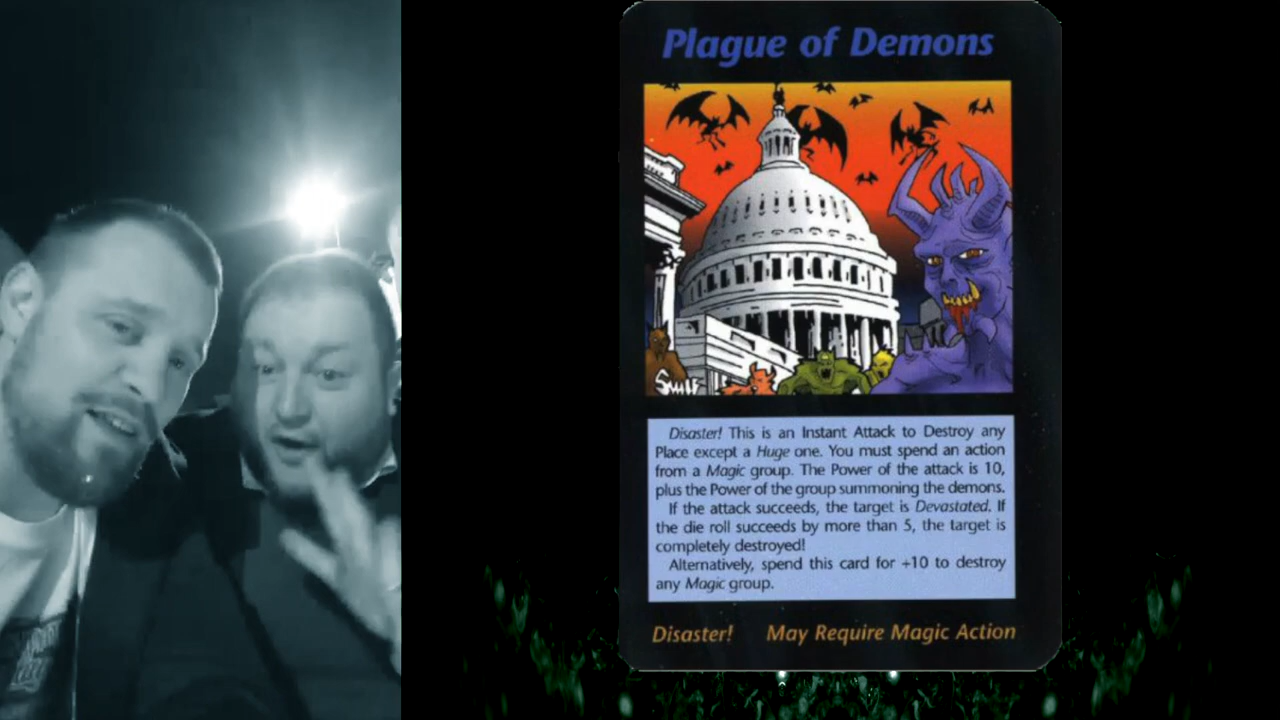 Plague of Demons
Disaster! This is an Instant Attack to Destroy any
Place except a Huge one. You must spend an action
from a Magic group. The Power of the attack is 10,
plus the Power of the group summoning the demons.
If the attack succeeds, the target is Devastated. If
the die roll succeeds by more than 5, the target is
completely destroyed!
Alternatively, spend this card for +10 to destroy
any Magic group.
Disaster! May Require Magic Action